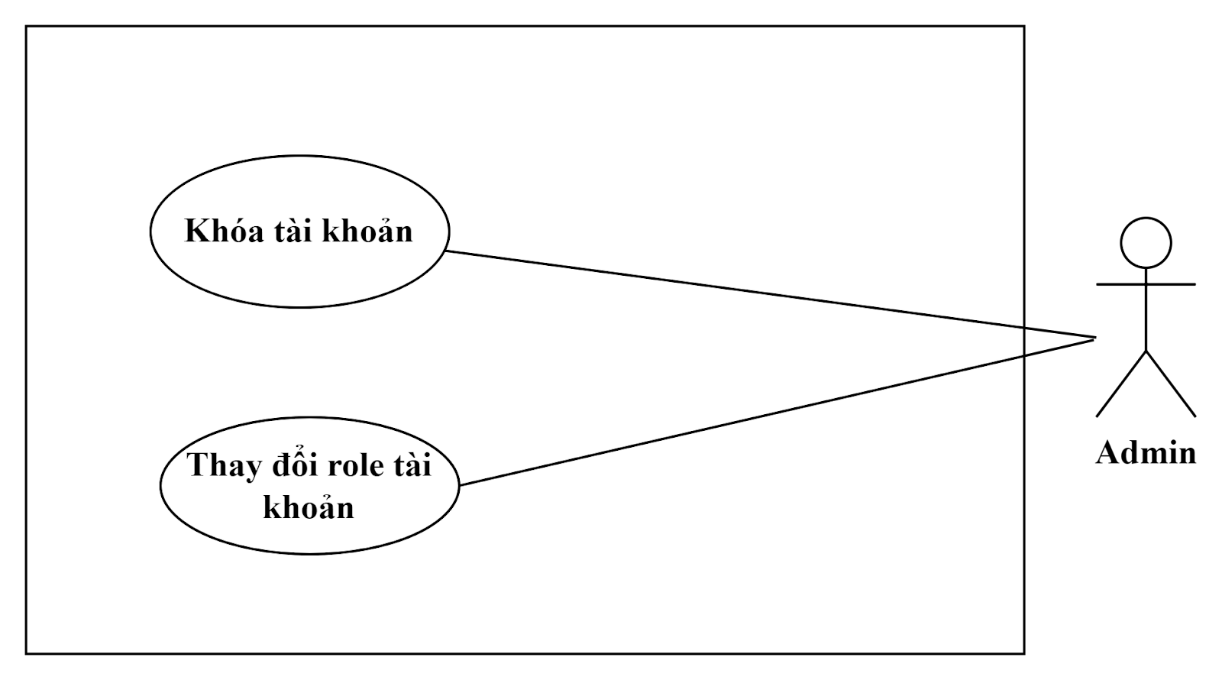 Khóa tài khoản
Thay đổi role tài
khoản
Admin